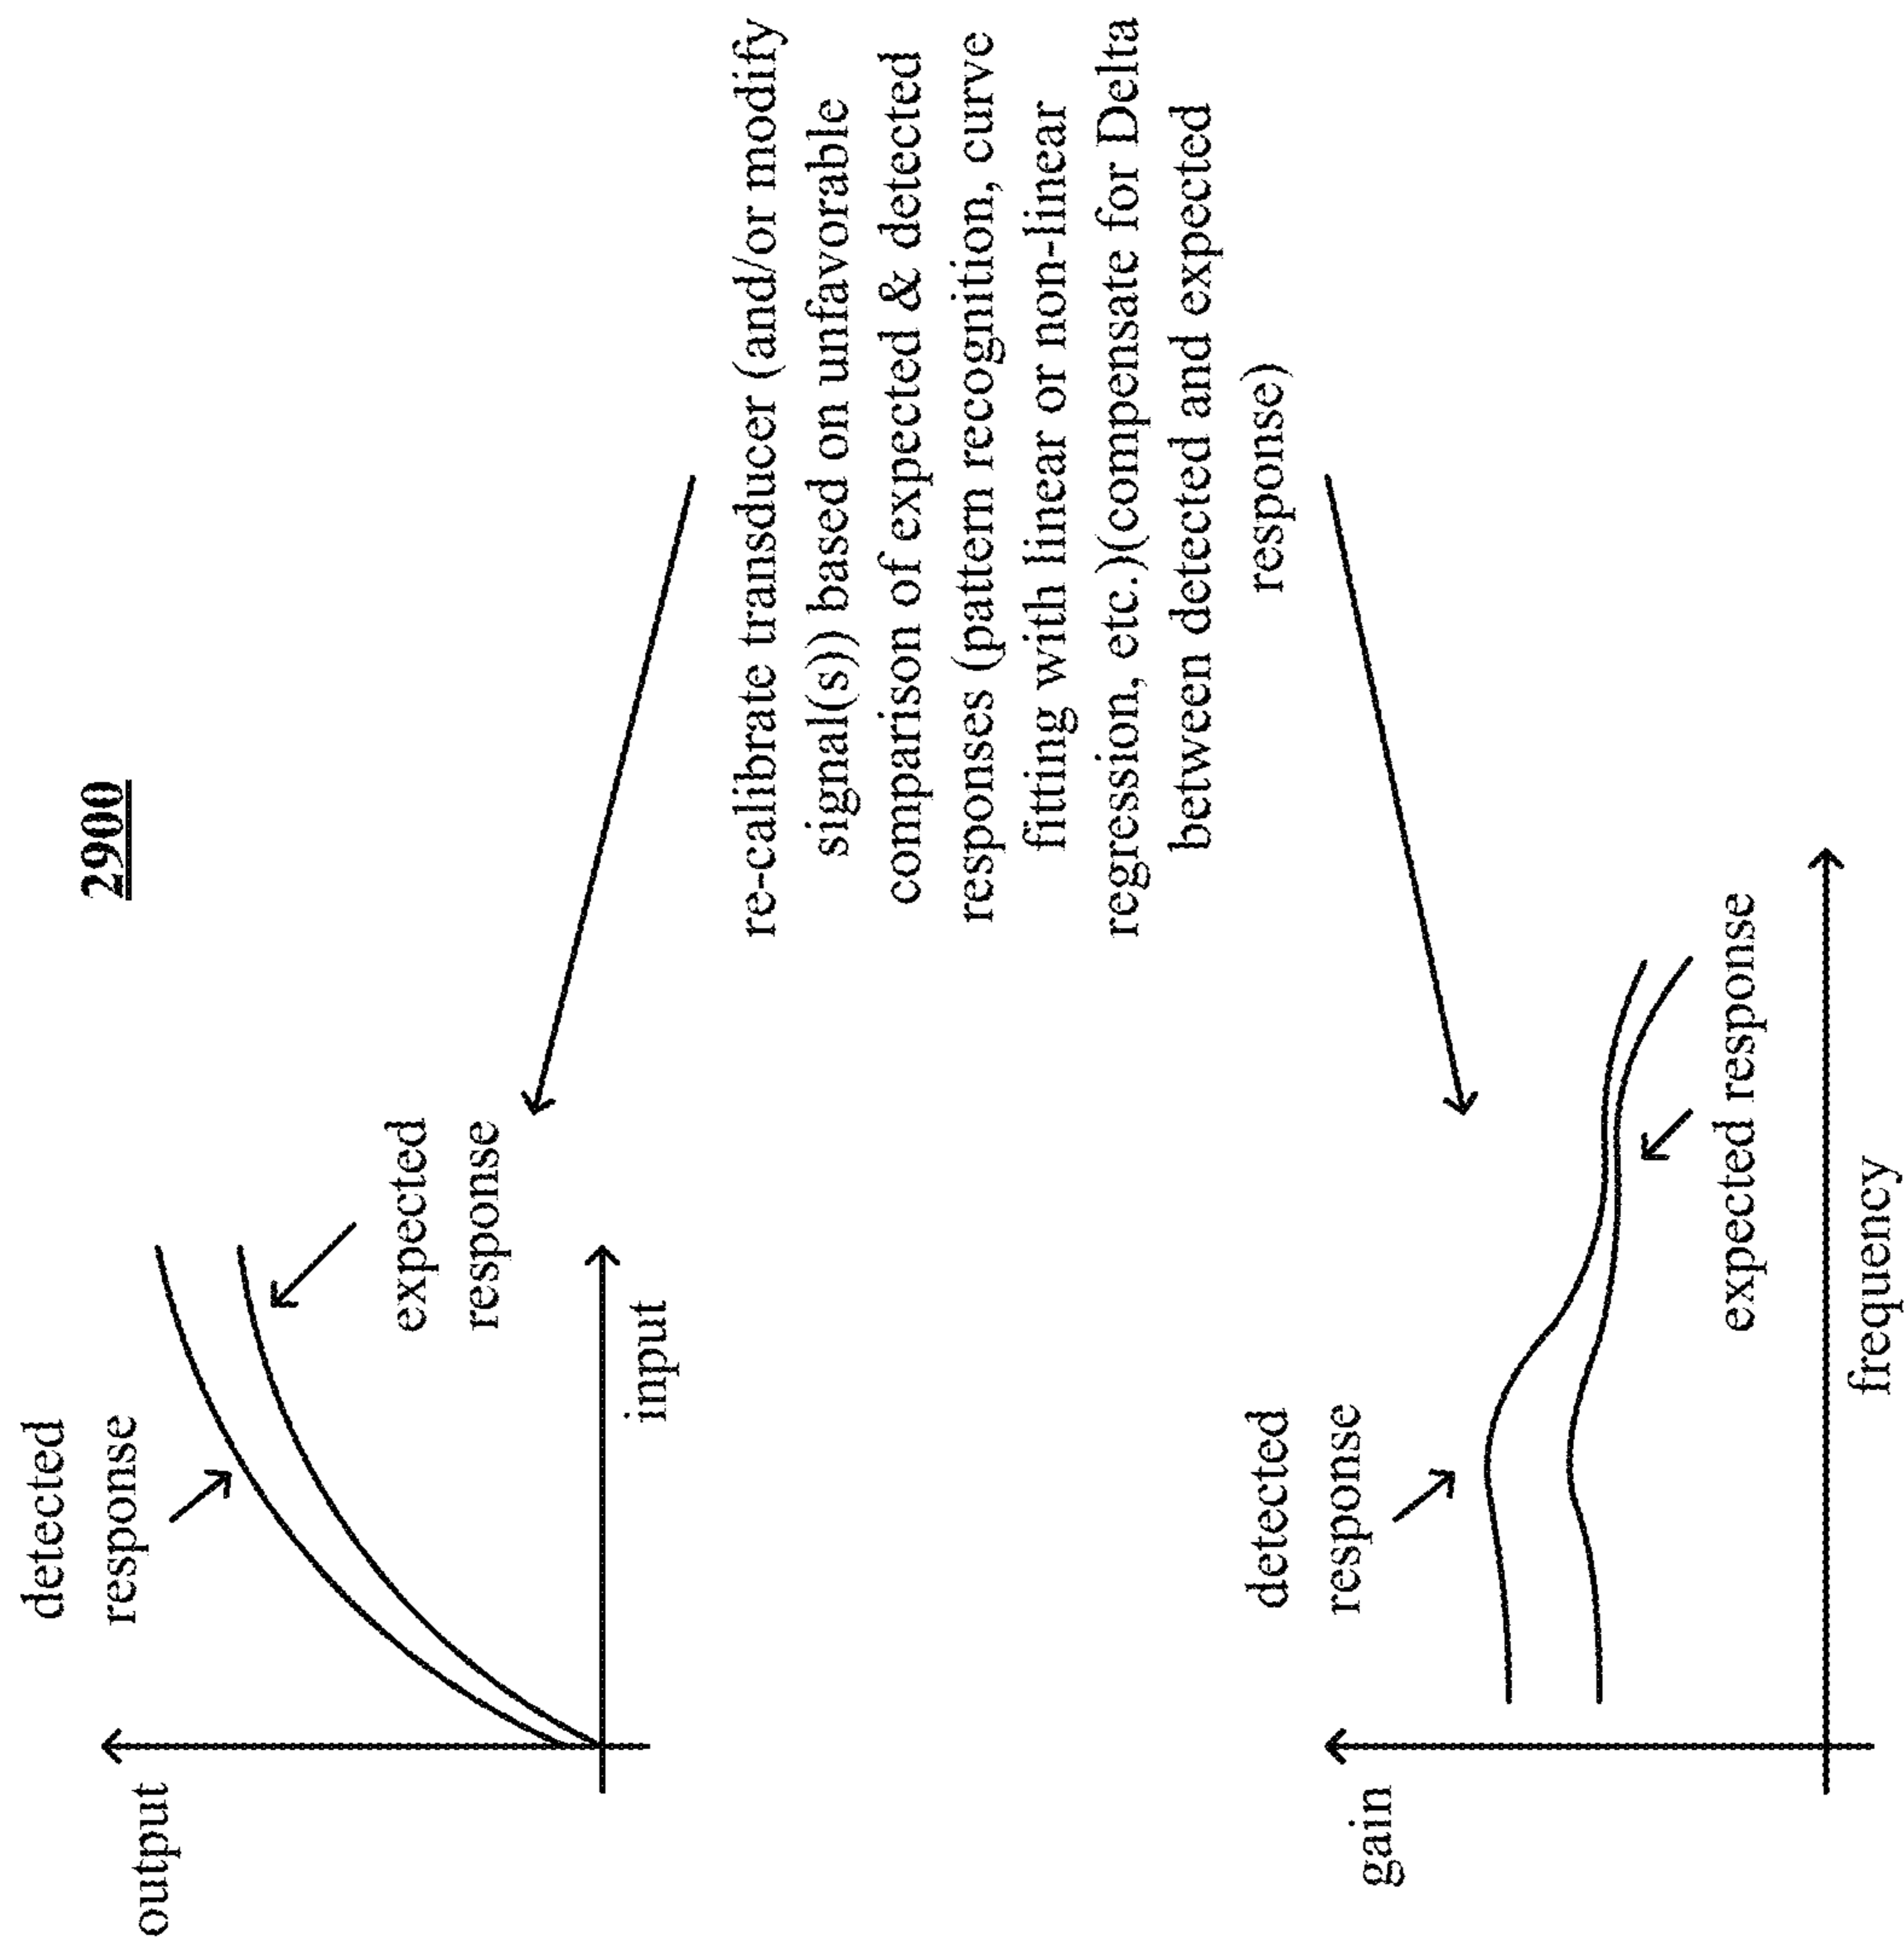 2900
output
detected
response
expected
response
input
re-calibrate transducer (and/or modify
signal(s)) based on unfavorable
comparison of expected & detected
responses (pattern recognition, curve
fitting with linear or non-linear
regression, etc.)(compensate for Delta
between detected and expected
response)
gain
detected
response
expected response
frequency